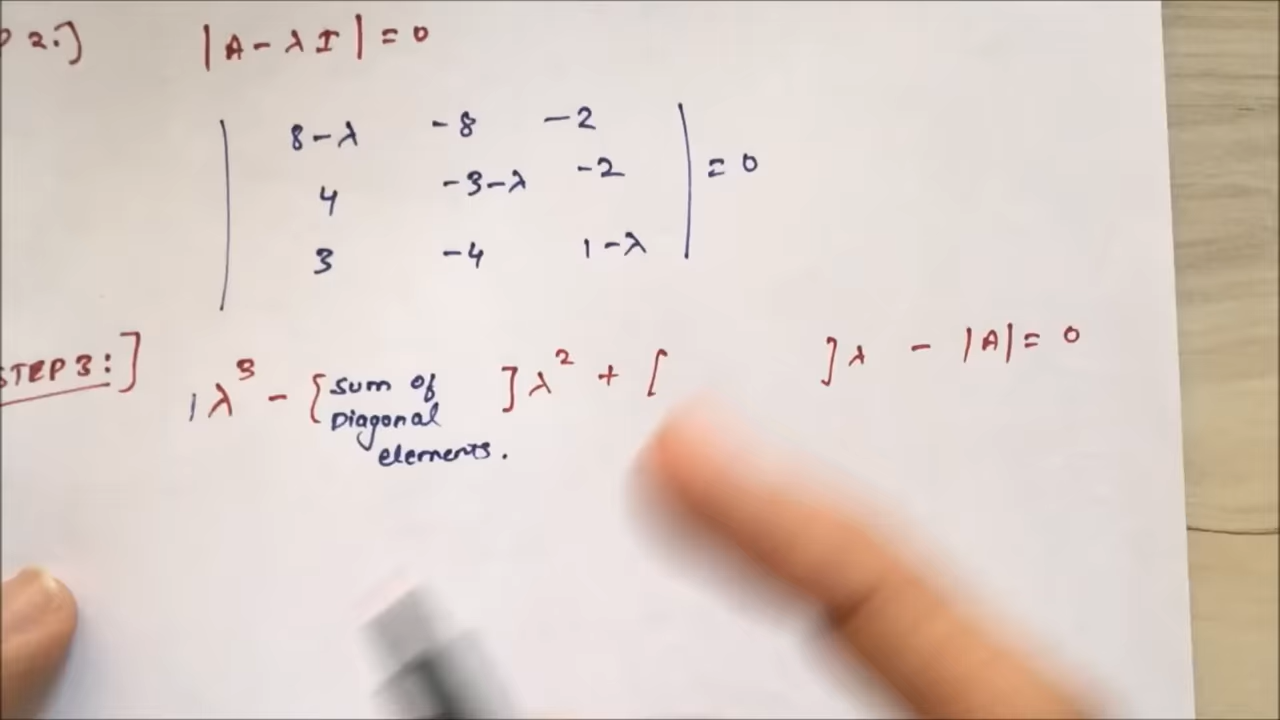 2:]
|A - λI| = 0
| 8-λ -8 -2 |
| 4 -3-λ -2 | = 0
| 3 -4 1-λ |
STEP 3:]
1λ³ - [sum of ]λ² + [ ]λ - |A| = 0
Diagonal
elements.